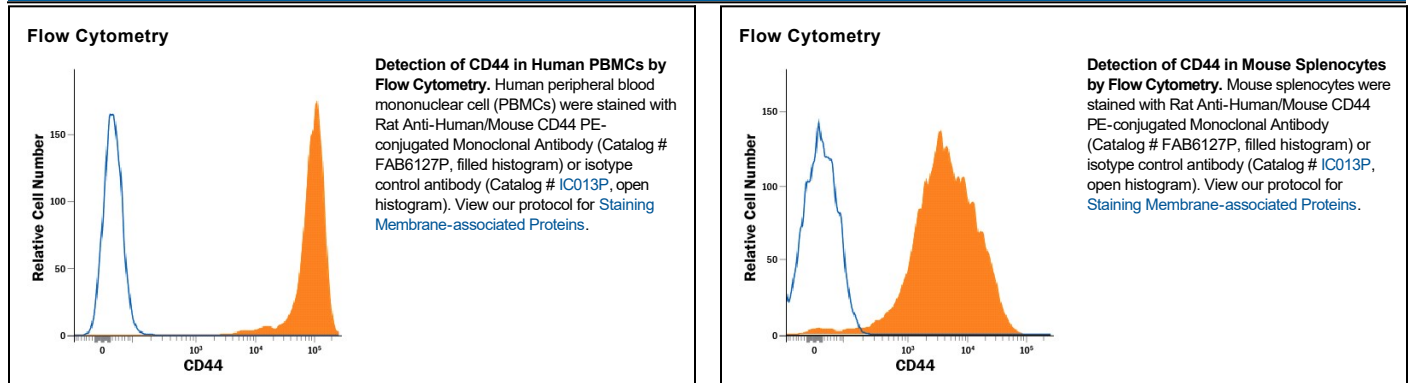 Flow Cytometry
Relative Cell Number
150
100
50
0
0
10³
10⁴
10⁵
CD44
Detection of CD44 in Human PBMCs by
Flow Cytometry. Human peripheral blood
mononuclear cell (PBMCs) were stained with
Rat Anti-Human/Mouse CD44 PE-
conjugated Monoclonal Antibody (Catalog #
FAB6127P, filled histogram) or isotype
control antibody (Catalog # IC013P, open
histogram). View our protocol for Staining
Membrane-associated Proteins.
Flow Cytometry
Relative Cell Number
150
100
50
0
0
10³
10⁴
10⁵
CD44
Detection of CD44 in Mouse Splenocytes
by Flow Cytometry. Mouse splenocytes were
stained with Rat Anti-Human/Mouse CD44
PE-conjugated Monoclonal Antibody
(Catalog # FAB6127P, filled histogram) or
isotype control antibody (Catalog # IC013P,
open histogram). View our protocol for
Staining Membrane-associated Proteins.